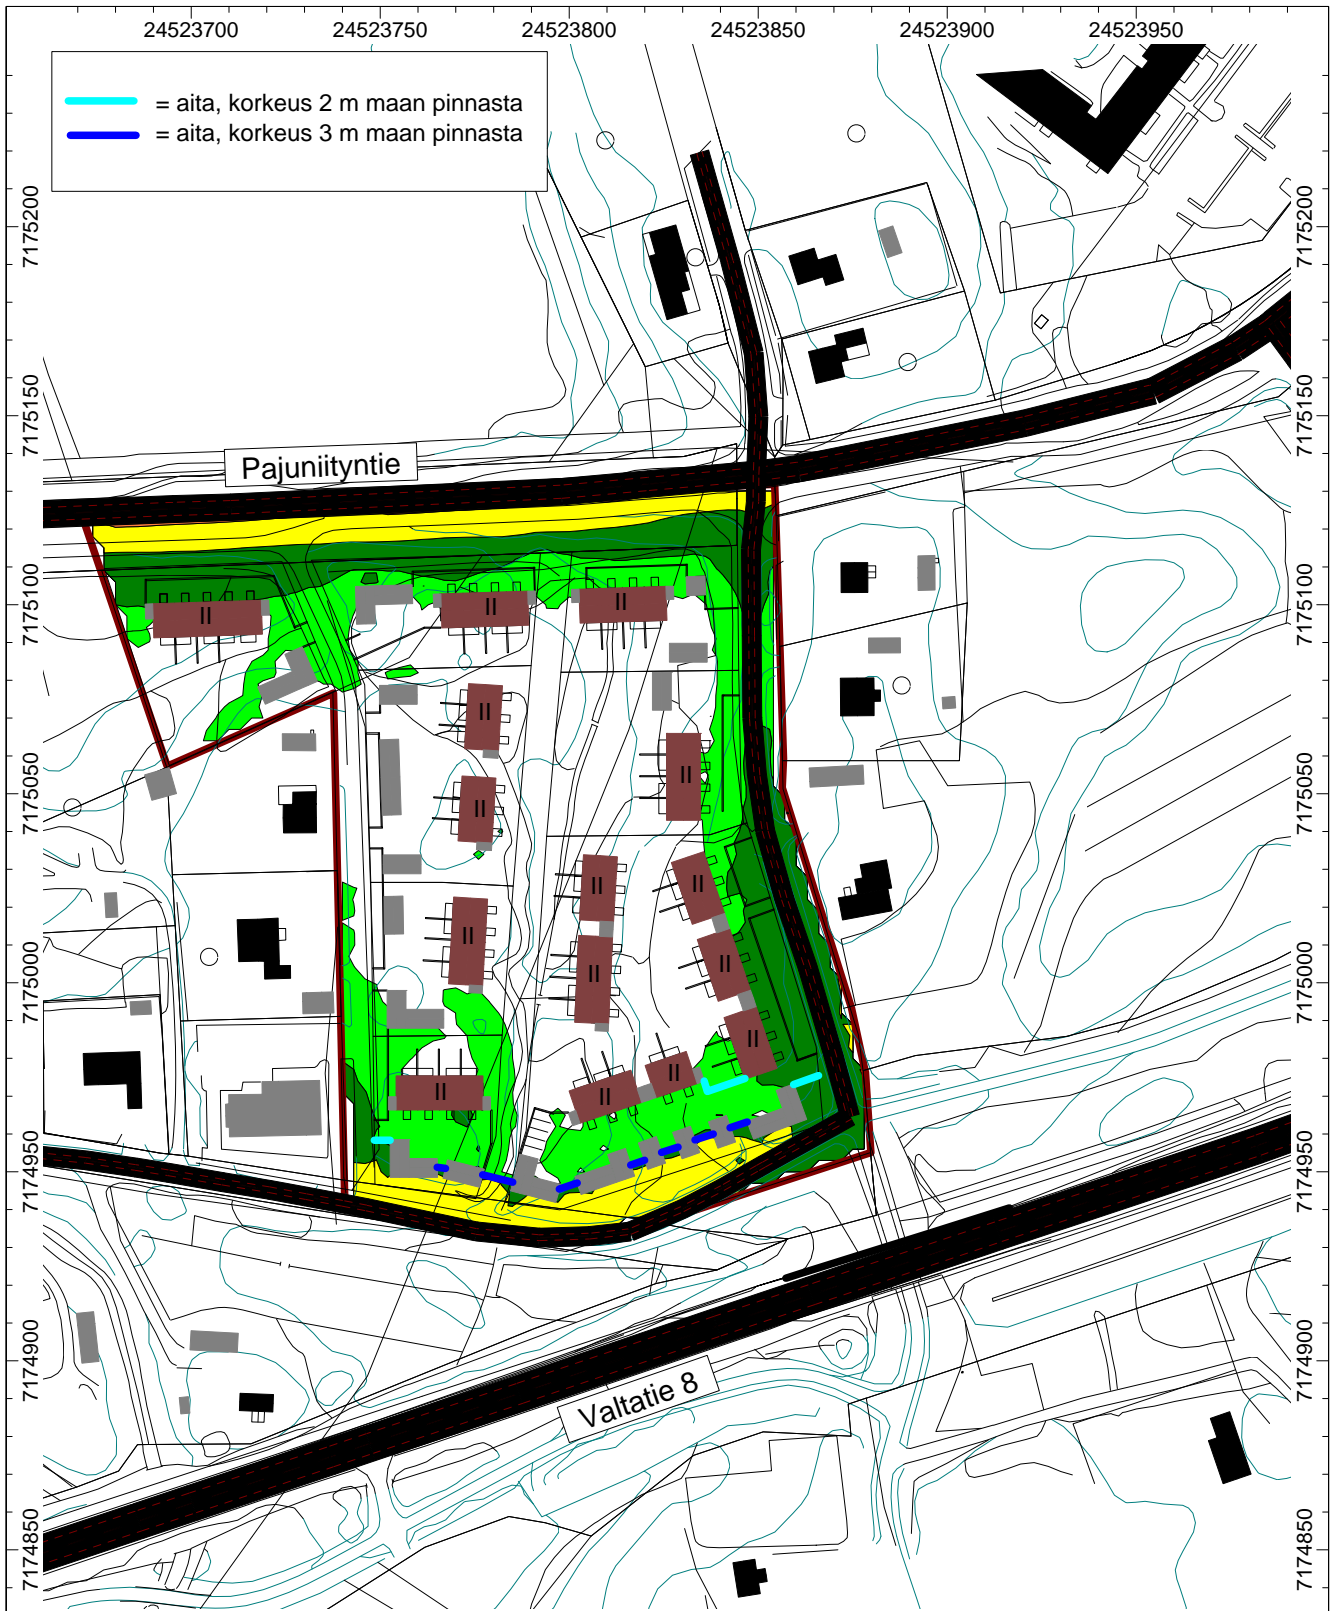 24523700 24523750 24523800 24523850 24523900 24523950
= aita, korkeus 2 m maan pinnasta
= aita, korkeus 3 m maan pinnasta
7175200 7175200
7175150 7175150
Pajuniityntie
7175100 7175100
II II II
II
7175050 7175050
II
II
II II
II
II
7175000 7175000
II
II
II
II
II
II
7174950 7174950
7174900 7174900
Valtatie 8
7174850 7174850